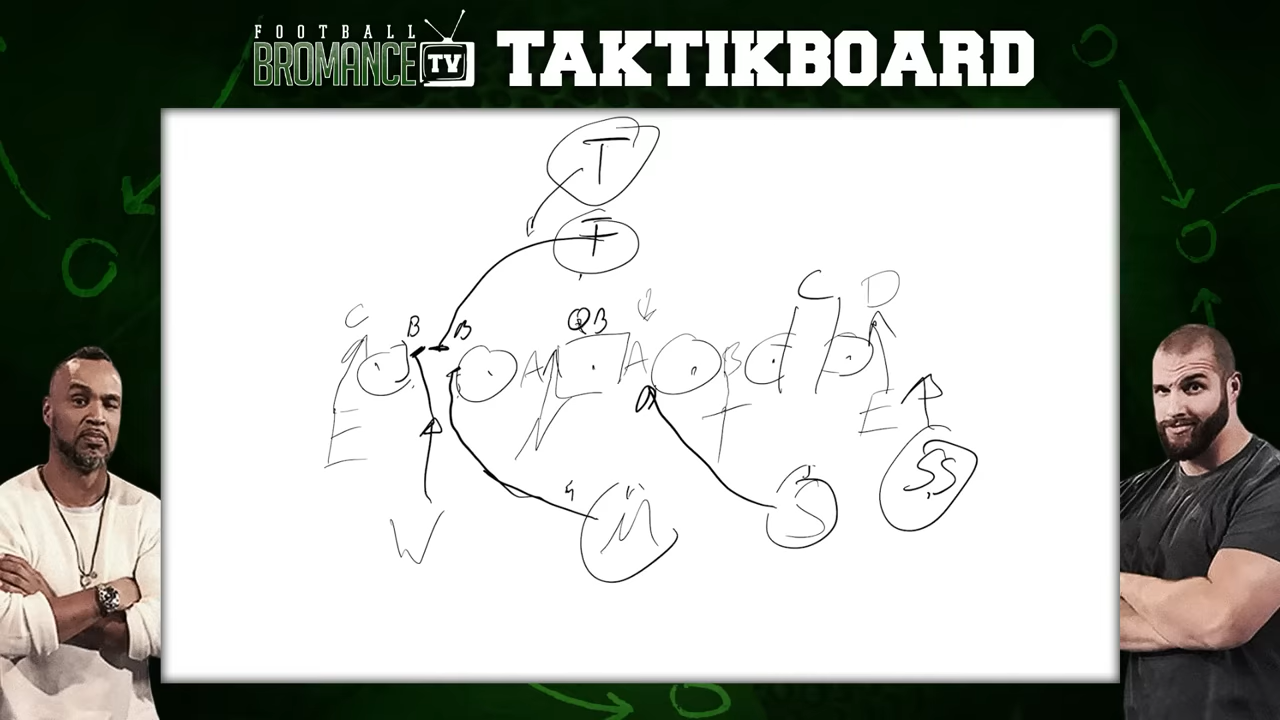 FOOTBALL
BROMANCE TV
TAKTIKBOARD
T
F
C D
C B B QB
A A B
E T E
N
SS
W M S